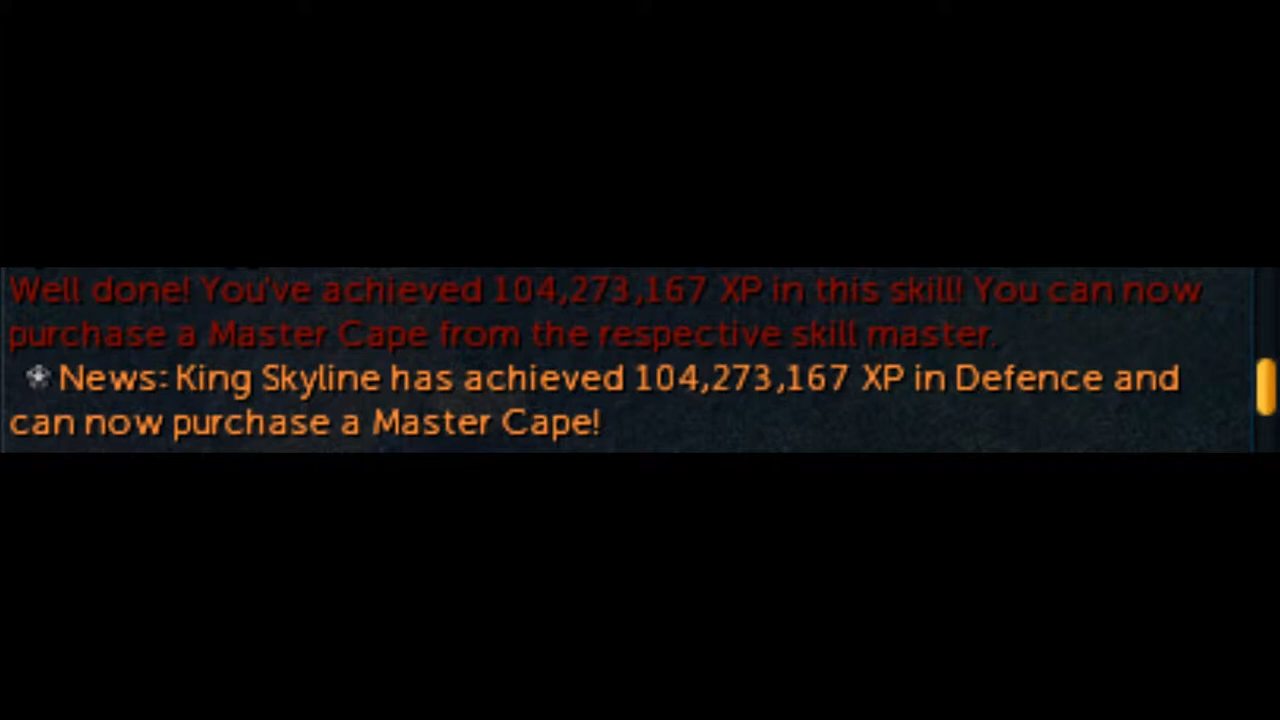 Well done! You've achieved 104,273,167 XP in this skill! You can now
purchase a Master Cape from the respective skill master.
News: King Skyline has achieved 104,273,167 XP in Defence and
can now purchase a Master Cape!